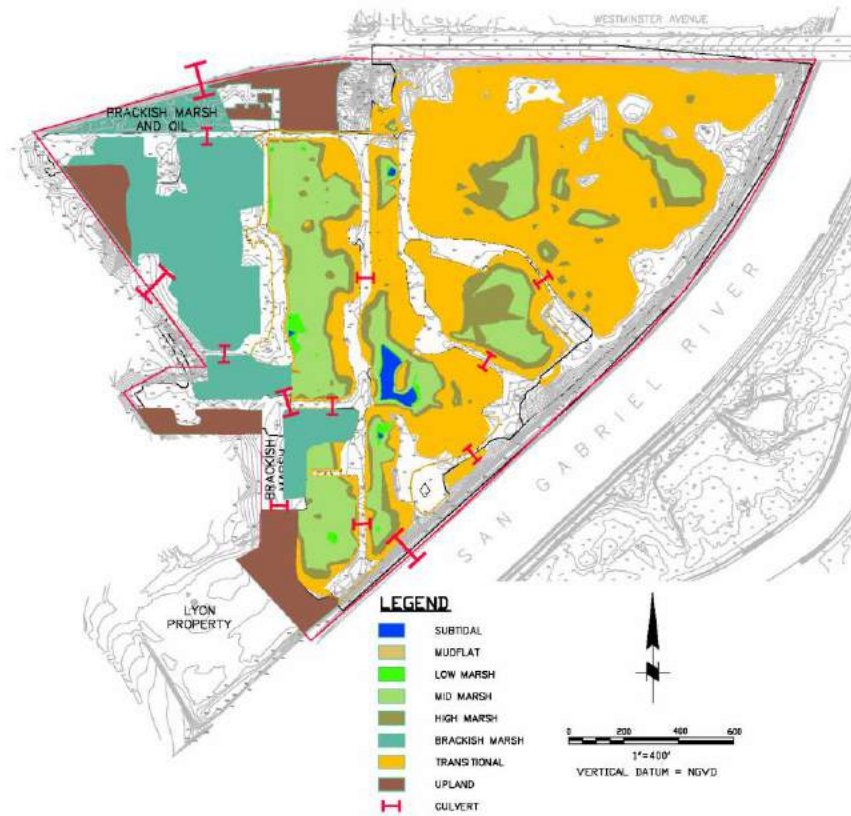 WESTMINSTER AVENUE
BRACKISH MARSH
AND OIL
SAN GABRIEL RIVER
BRACKISH
MARSH
LYON
PROPERTY
LEGEND
SUBTIDAL
MUDFLAT
LOW MARSH
MID MARSH
HIGH MARSH
BRACKISH MARSH
TRANSITIONAL
UPLAND
CULVERT
N
0 200 400 600
1"=400'
VERTICAL DATUM = NGVD